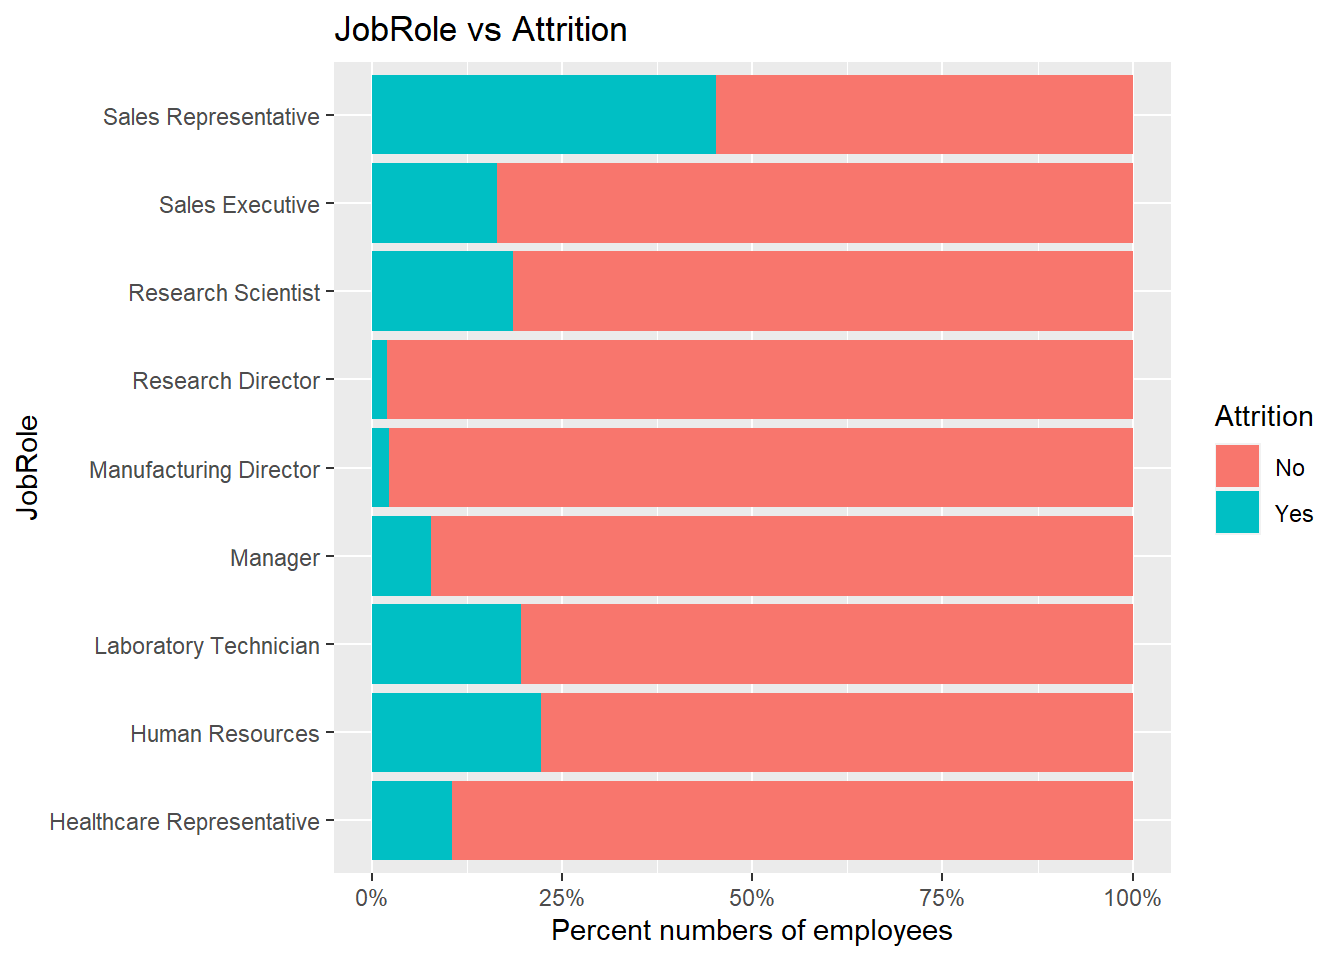 JobRole vs Attrition
JobRole
Sales Representative
Sales Executive
Research Scientist
Research Director
Manufacturing Director
Manager
Laboratory Technician
Human Resources
Healthcare Representative
0% 25% 50% 75% 100%
Percent numbers of employees
Attrition
No
Yes